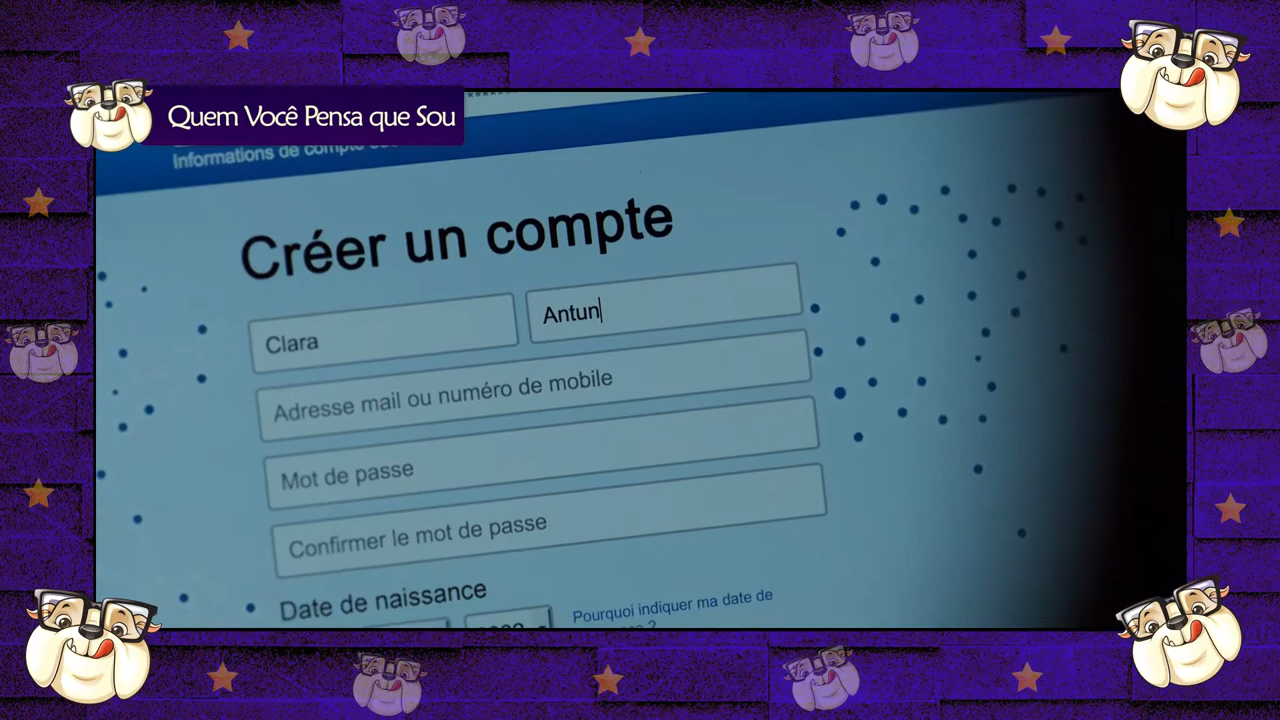 Quem Você Pensa que Sou
Informations de compte
Créer un compte
Clara
Antun
Adresse mail ou numéro de mobile
Mot de passe
Confirmer le mot de passe
Date de naissance
Pourquoi indiquer ma date de